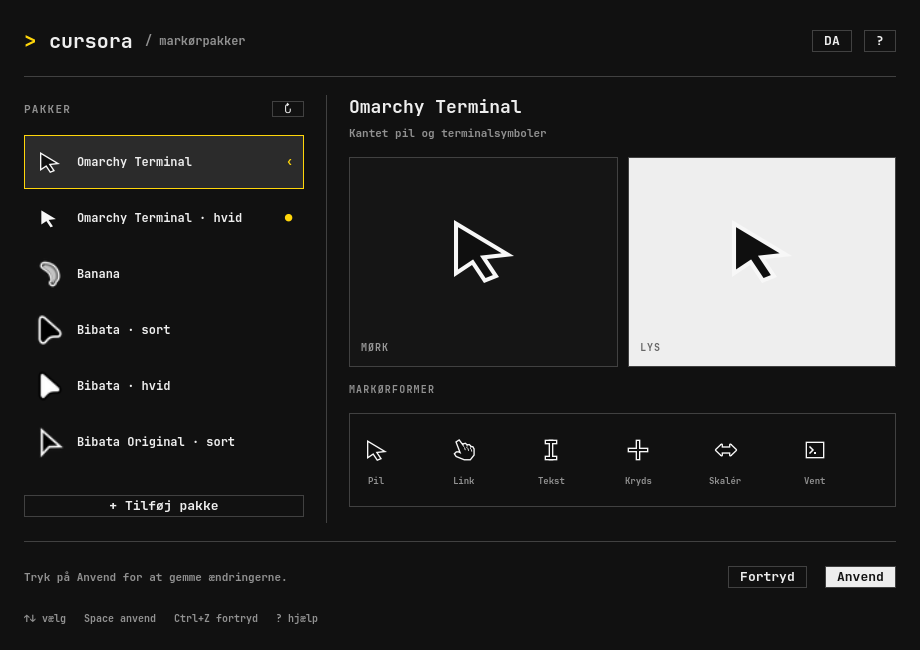 > cursora / markørpakker
DA
?
PAKKER
Omarchy Terminal ‹
Omarchy Terminal · hvid
Banana
Bibata · sort
Bibata · hvid
Bibata Original · sort
+ Tilføj pakke
Omarchy Terminal
Kantet pil og terminalsymboler
MØRK
LYS
MARKØRFORMER
Pil
Link
Tekst
Kryds
Skalér
Vent
Tryk på Anvend for at gemme ændringerne.
Fortryd
Anvend
↑↓ vælg Space anvend Ctrl+Z fortryd ? hjælp